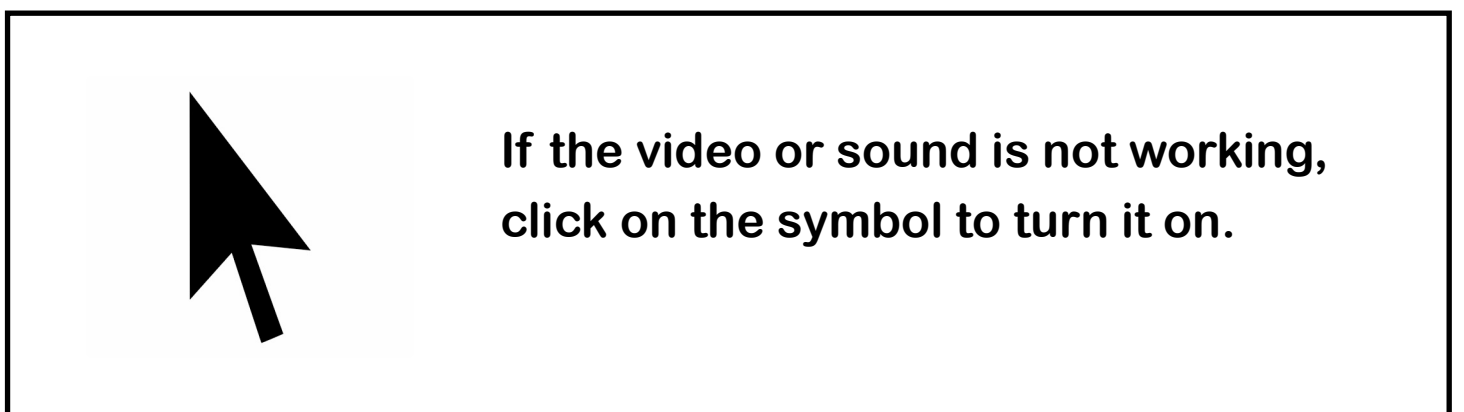 If the video or sound is not working,
click on the symbol to turn it on.